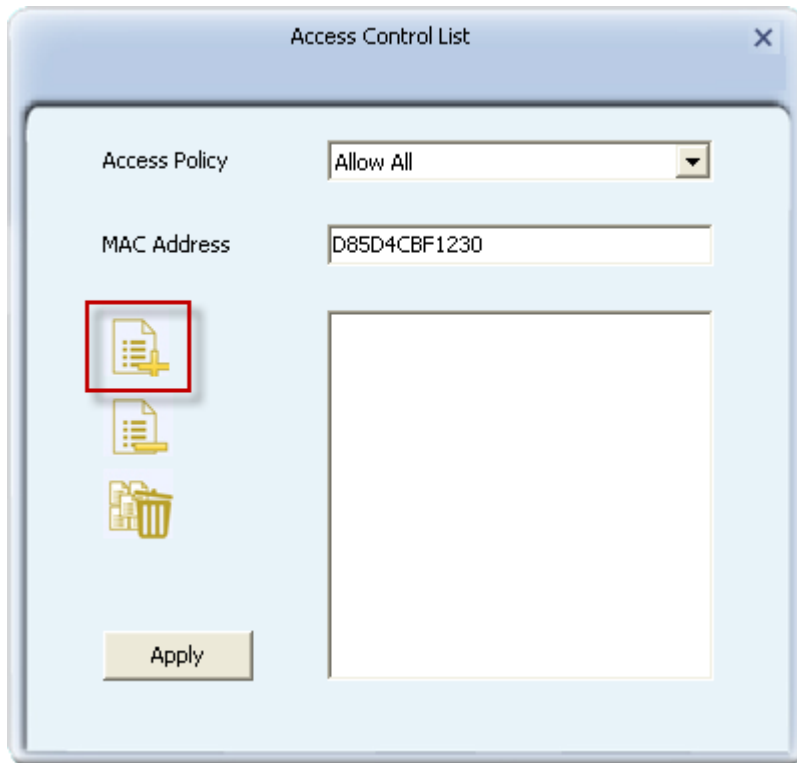 Access Control List
Access Policy
Allow All
MAC Address
D85D4CBF1230
Apply